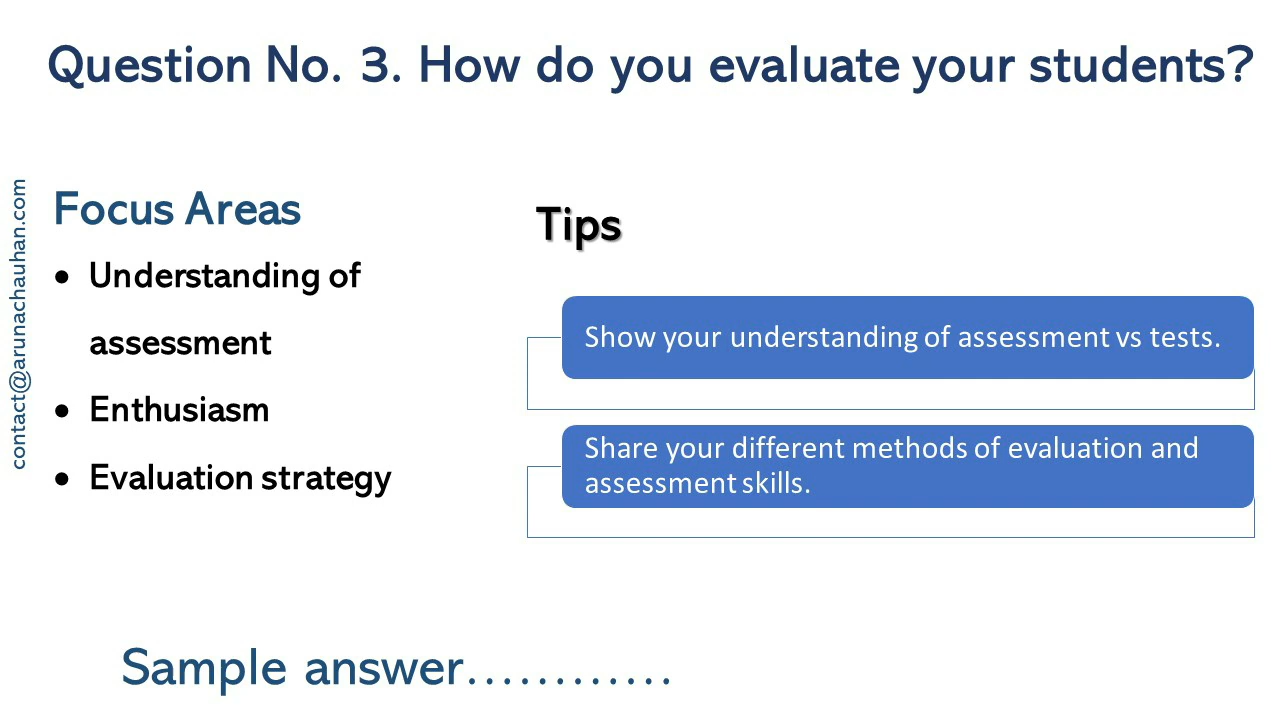 Question No. 3. How do you evaluate your students?
contact@arunachauhan.com
Focus Areas
• Understanding of
assessment
• Enthusiasm
• Evaluation strategy
Tips
Show your understanding of assessment vs tests.
Share your different methods of evaluation and
assessment skills.
Sample answer............